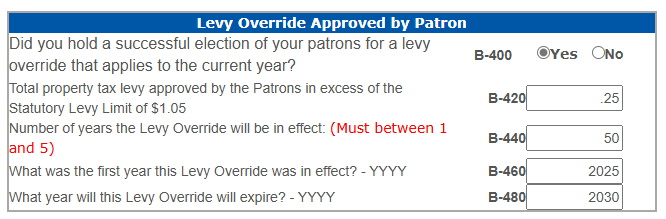 Levy Override Approved by Patron
Did you hold a successful election of your patrons for a levy
override that applies to the current year?
B-400 Yes No
Total property tax levy approved by the Patrons in excess of the
Statutory Levy Limit of $1.05
B-420 .25
Number of years the Levy Override will be in effect: (Must between 1
and 5)
B-440 50
What was the first year this Levy Override was in effect? - YYYY B-460 2025
What year will this Levy Override will expire? - YYYY B-480 2030